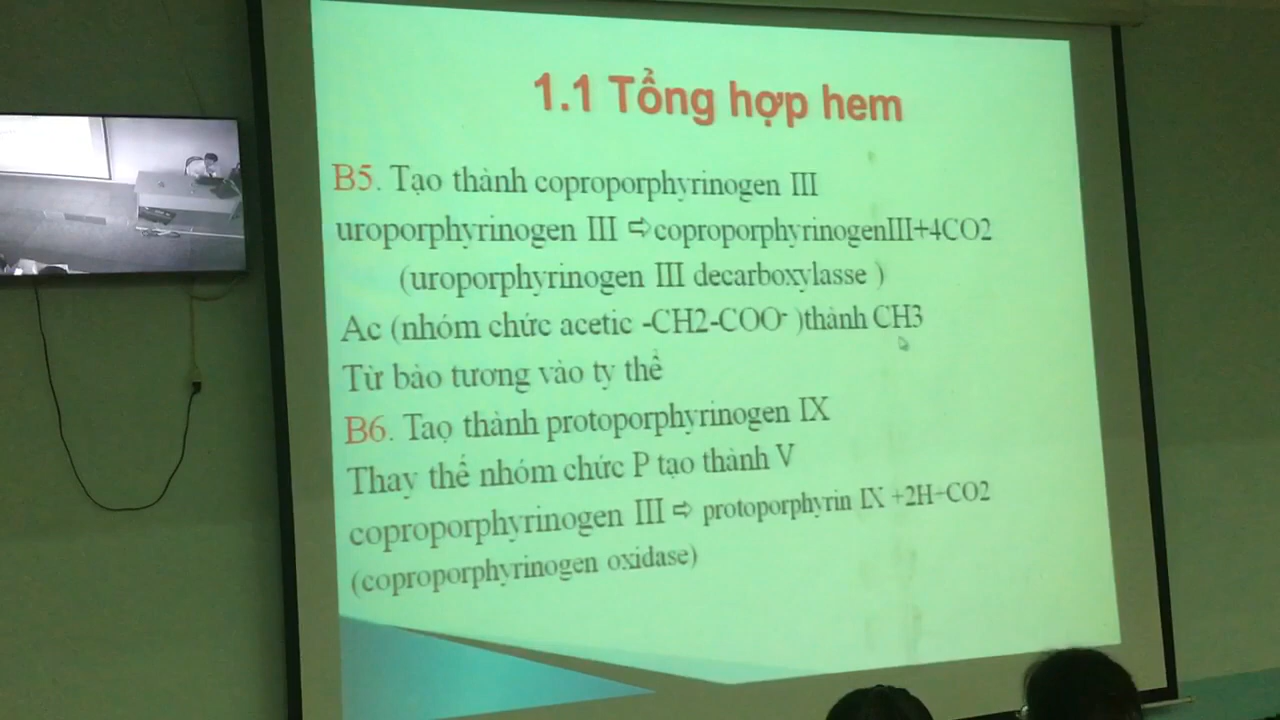 1.1 Tổng hợp hem
B5. Tạo thành coproporphyrinogen III
uroporphyrinogen III ⇨coproporphyrinogenIII+4CO2
(uroporphyrinogen III decarboxylasse )
Ac (nhóm chức acetic -CH2-COO- )thành CH3
Từ bào tương vào ty thể
B6. Taọ thành protoporphyrinogen IX
Thay thế nhóm chức P tạo thành V
coproporphyrinogen III ⇨ protoporphyrin IX +2H+CO2
(coproporphyrinogen oxidase)